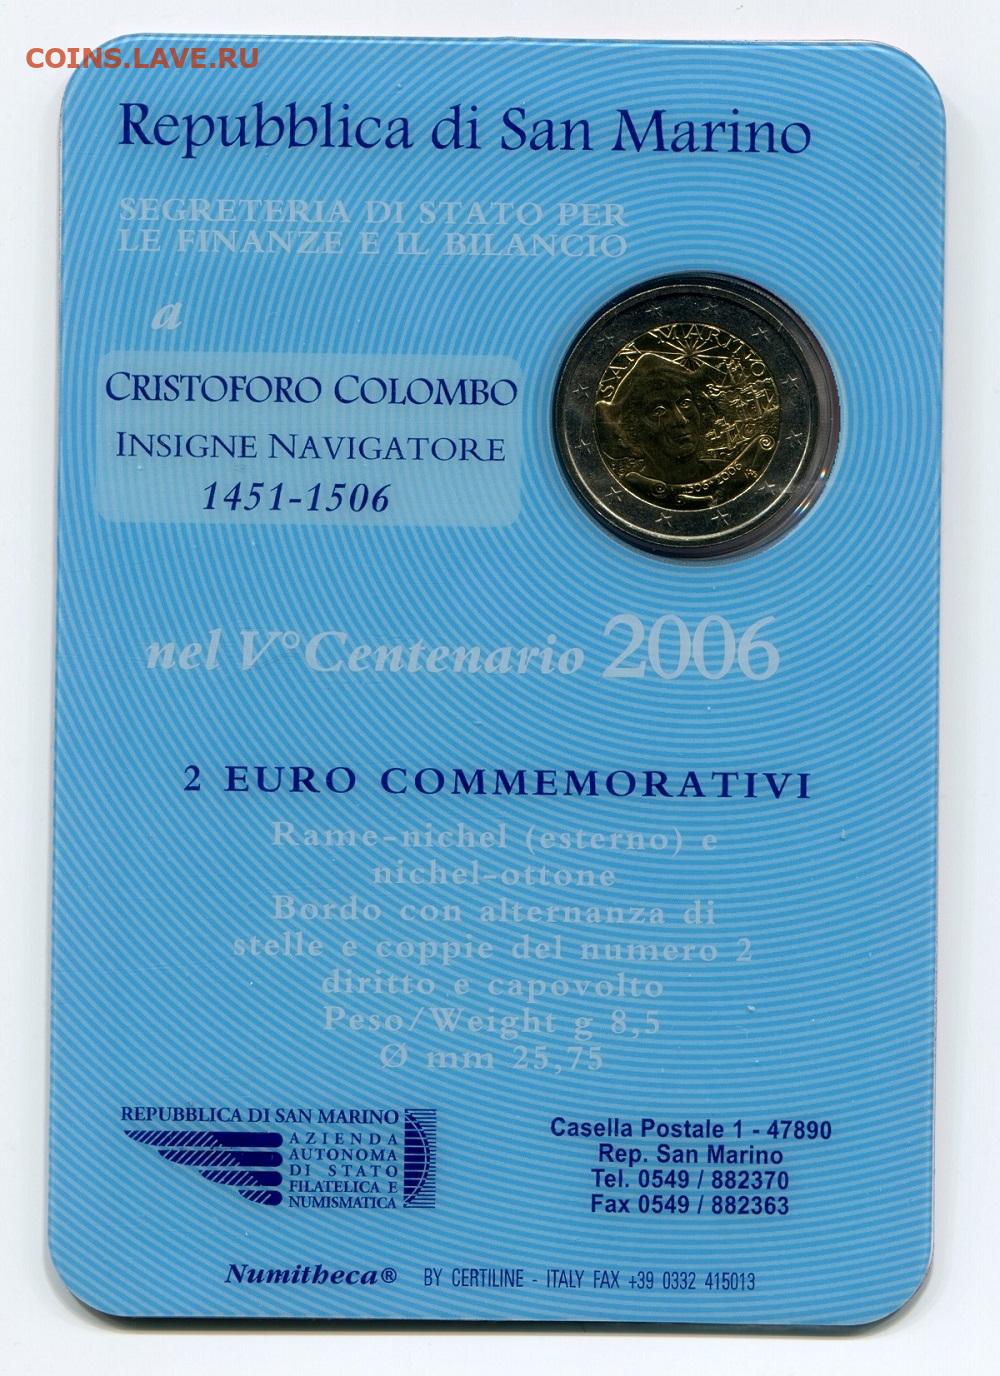 COINS.LAVE.RU
Repubblica di San Marino
SEGRETERIA DI STATO PER
LE FINANZE E IL BILANCIO
a
CRISTOFORO COLOMBO
INSIGNE NAVIGATORE
1451-1506
SAN MARINO
1506 2006
nel V° Centenario 2006
2 EURO COMMEMORATIVI
Rame-nichel (esterno) e
nichel-ottone
Bordo con alternanza di
stelle e coppie del numero 2
diritto e capovolto
Peso/Weight g 8,5
Ø mm 25,75
REPUBBLICA DI SAN MARINO
AZIENDA
AUTONOMA
DI STATO
FILATELICA E
NUMISMATICA
Casella Postale 1 - 47890
Rep. San Marino
Tel. 0549 / 882370
Fax 0549 / 882363
Numitheca® BY CERTILINE - ITALY FAX +39 0332 415013